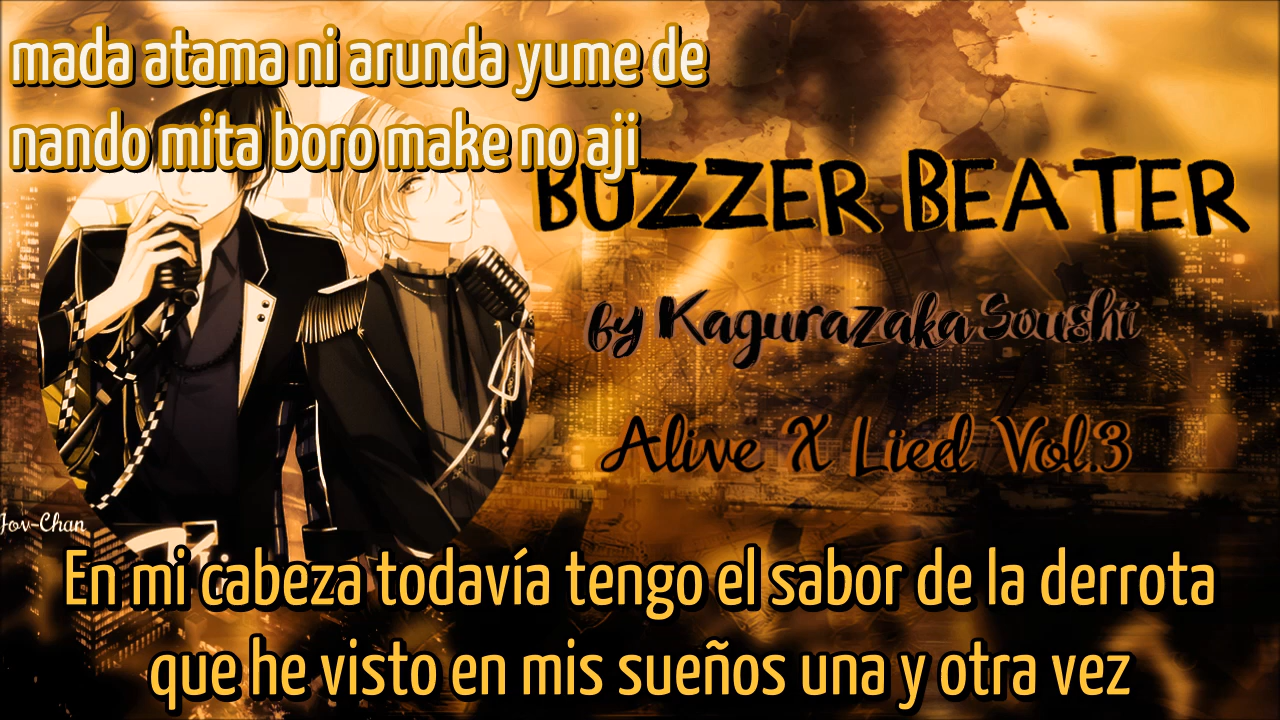 mada atama ni arunda yume de
nando mita boro make no aji
BUZZER BEATER
by Kagurazaka Soushi
Alive X Lied Vol.3
Jov-Chan
En mi cabeza todavía tengo el sabor de la derrota
que he visto en mis sueños una y otra vez